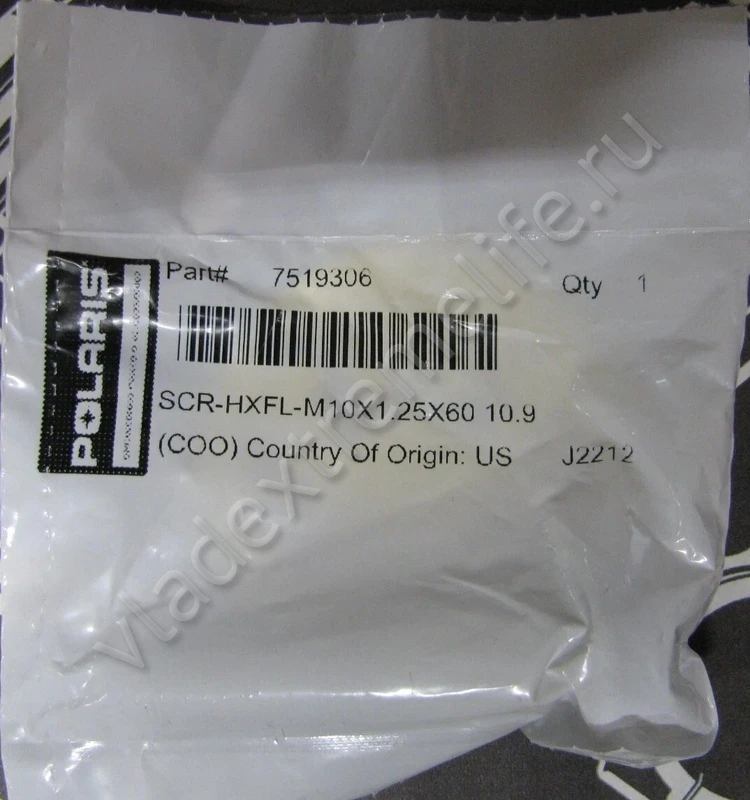 Part# 7519306 Qty 1
SCR-HXFL-M10X1.25X60 10.9
(COO) Country Of Origin: US J2212
POLARIS
vladextremelife.ru